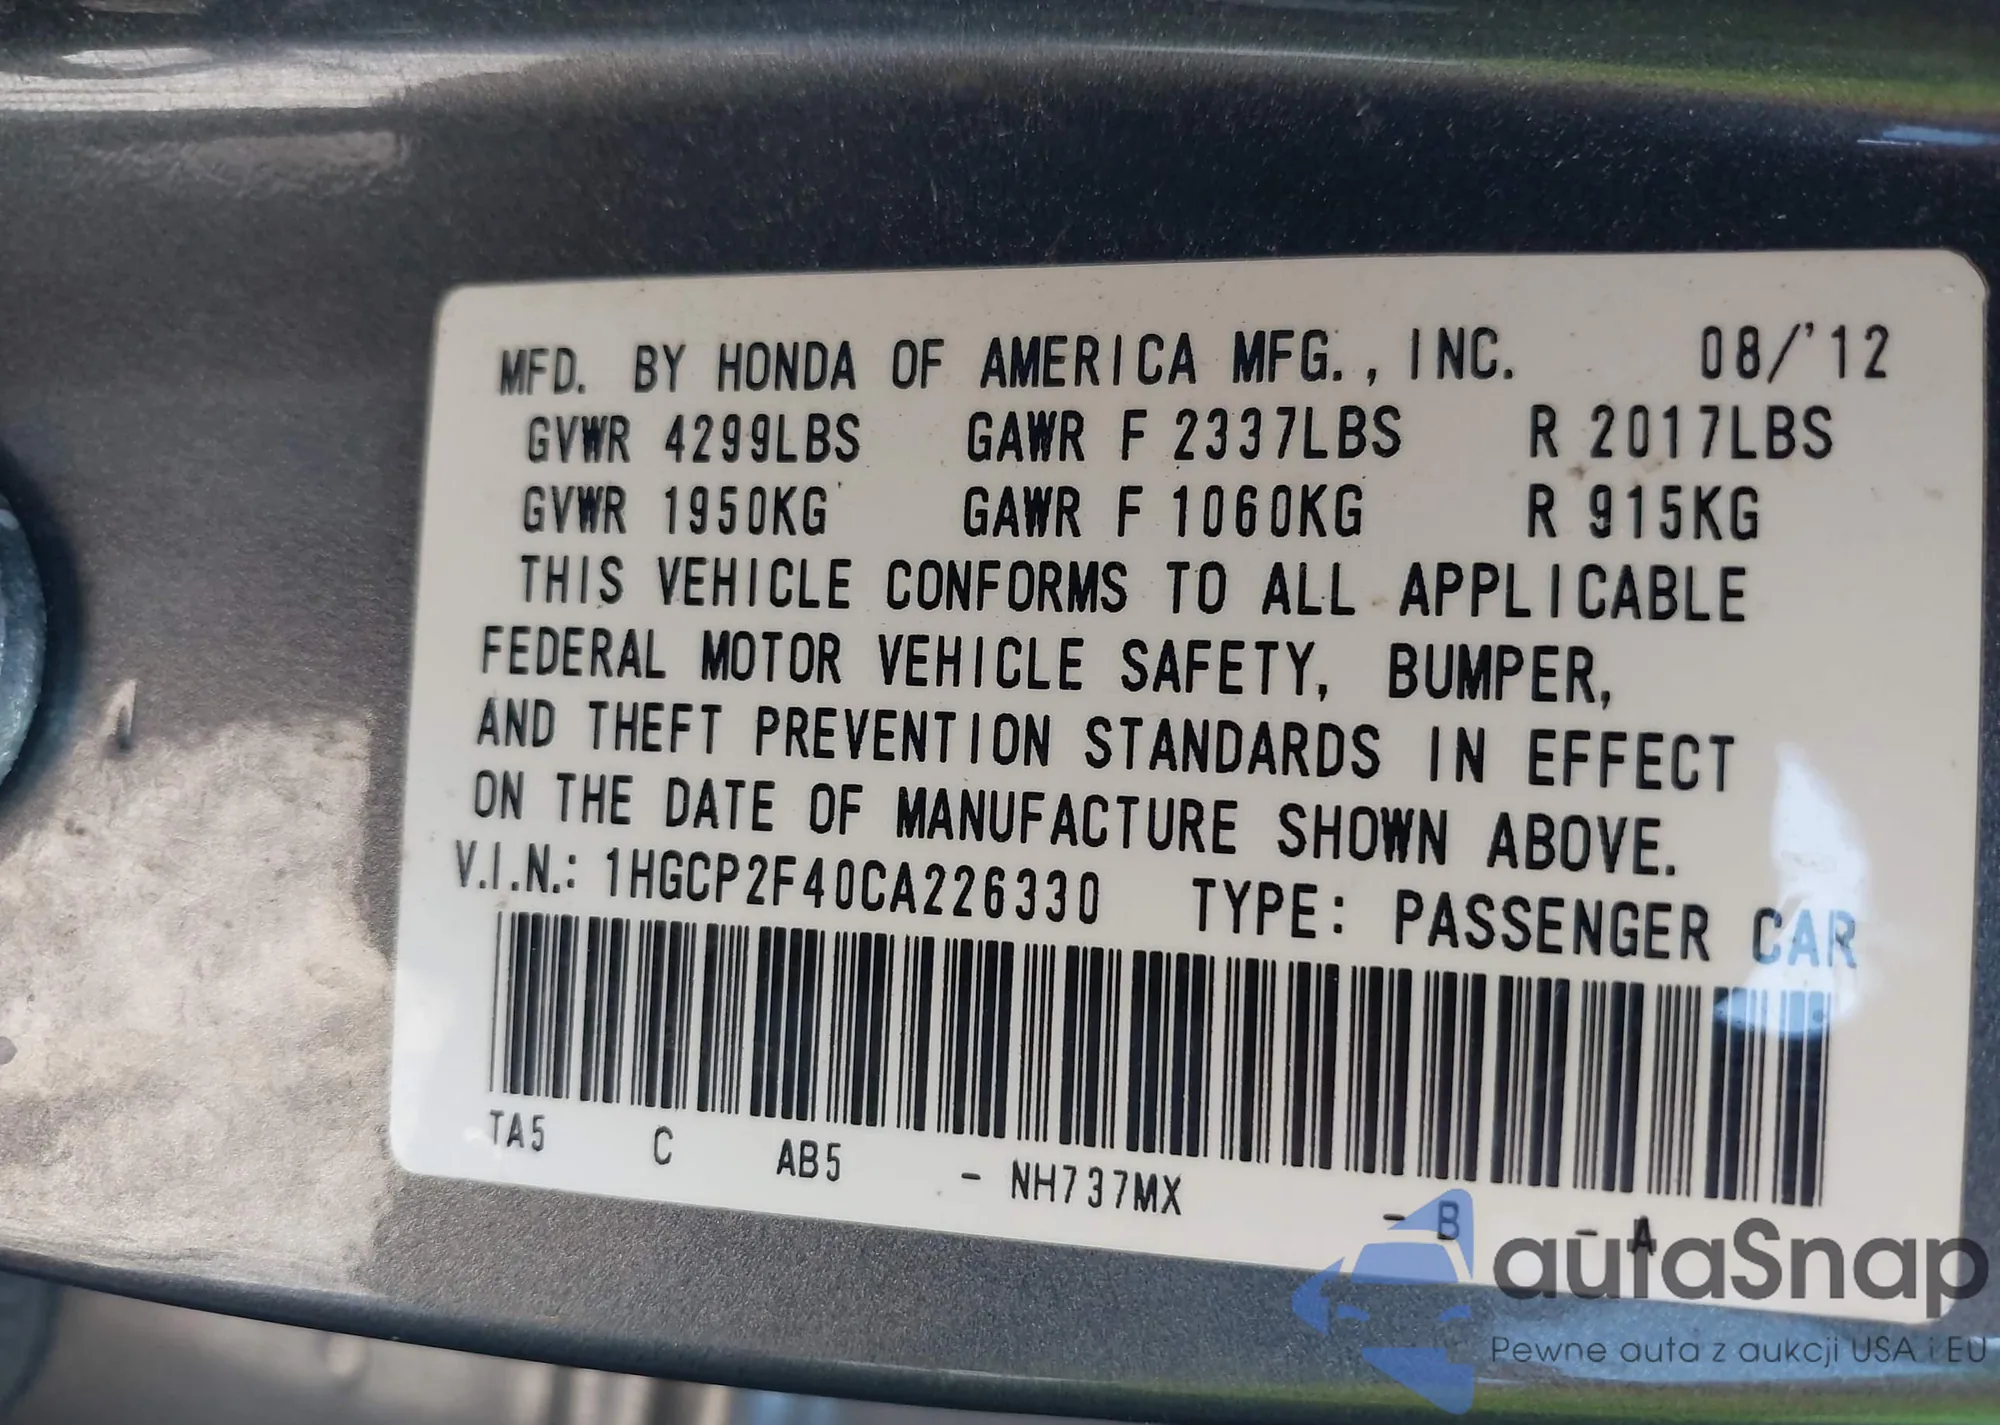 MFD. BY HONDA OF AMERICA MFG., INC. 08/'12
GVWR 4299LBS GAWR F 2337LBS R 2017LBS
GVWR 1950KG GAWR F 1060KG R 915KG
THIS VEHICLE CONFORMS TO ALL APPLICABLE
FEDERAL MOTOR VEHICLE SAFETY, BUMPER,
AND THEFT PREVENTION STANDARDS IN EFFECT
ON THE DATE OF MANUFACTURE SHOWN ABOVE.
V.I.N.: 1HGCP2F40CA226330 TYPE: PASSENGER CAR
TA5 C AB5 - NH737MX - B - A
autaSnap
Pewne auta z aukcji USA i EU